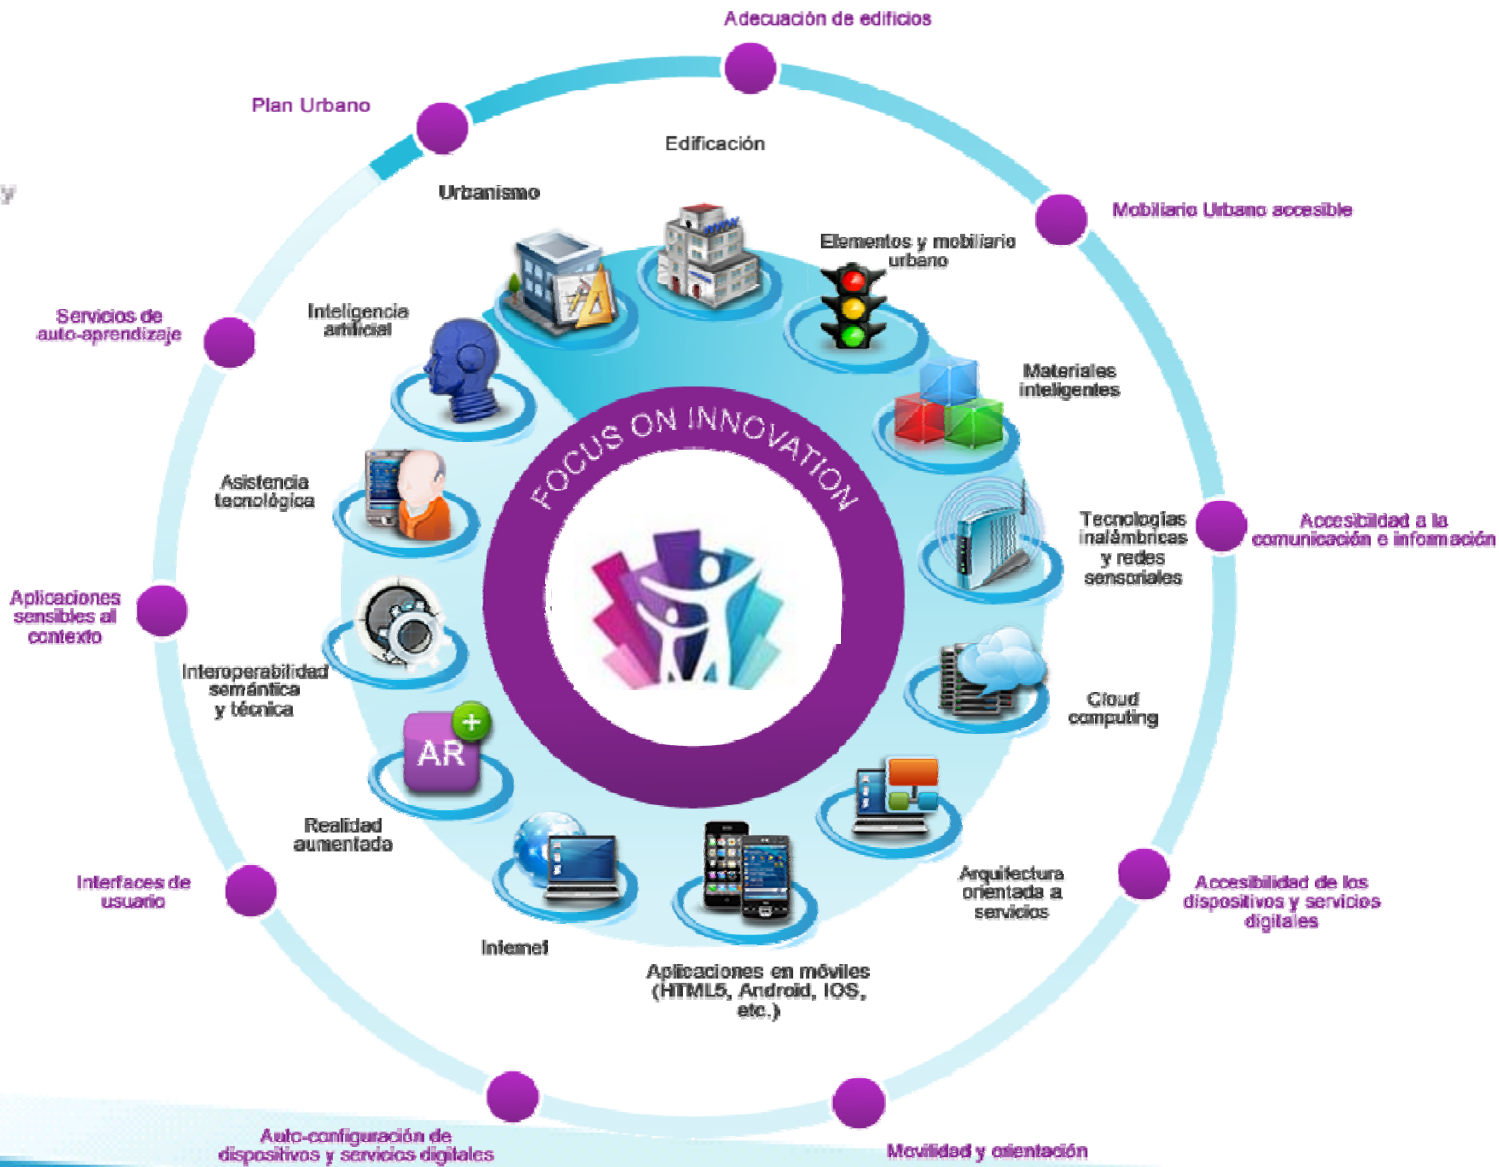 Adecuación de edificios
Plan Urbano
Edificación
y
Urbanismo
Mobiliario Urbano accesible
Elementos y mobiliario
urbano
Inteligencia
artificial
Servicios de
auto-aprendizaje
Materiales
inteligentes
FOCUS ON INNOVATION
Asistencia
tecnológica
Tecnologías
inalámbricas
y redes
sensoriales
Accesibildad a la
comunicación e información
Aplicaciones
sensibles al
contexto
Interoperabilidad
semántica
y técnica
Cloud
computing
AR
Realidad
aumentada
Interfaces de
usuario
Arquitectura
orientada a
servicios
Accesibilidad de los
dispositivos y servicios
digitales
Internet
Aplicaciones en móviles
(HTML5, Android, IOS,
etc.)
Auto-configuración de
dispositivos y servicios digitales
Movilidad y orientación